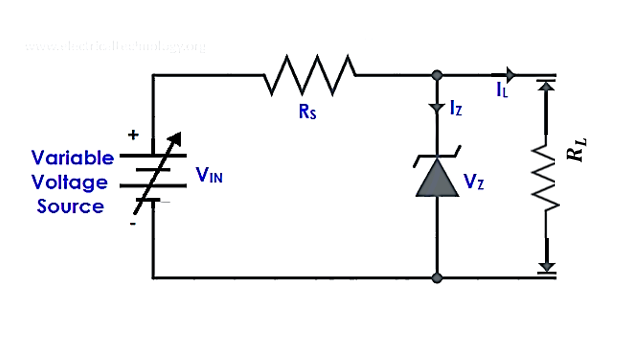 RS
IL
IZ
+
Variable
Voltage
Source
-
VIN
VZ
RL